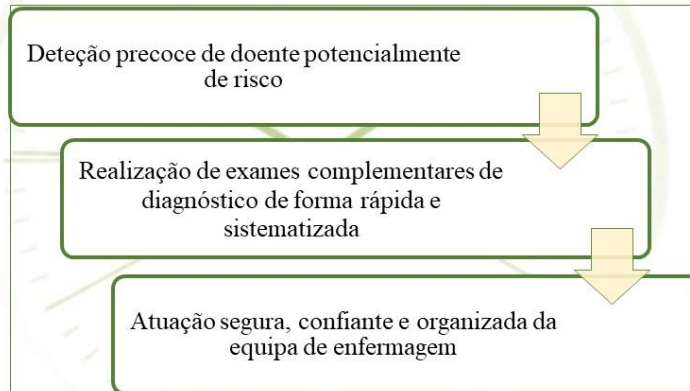 Deteção precoce de doente potencialmente
de risco
Realização de exames complementares de
diagnóstico de forma rápida e
sistematizada
Atuação segura, confiante e organizada da
equipa de enfermagem